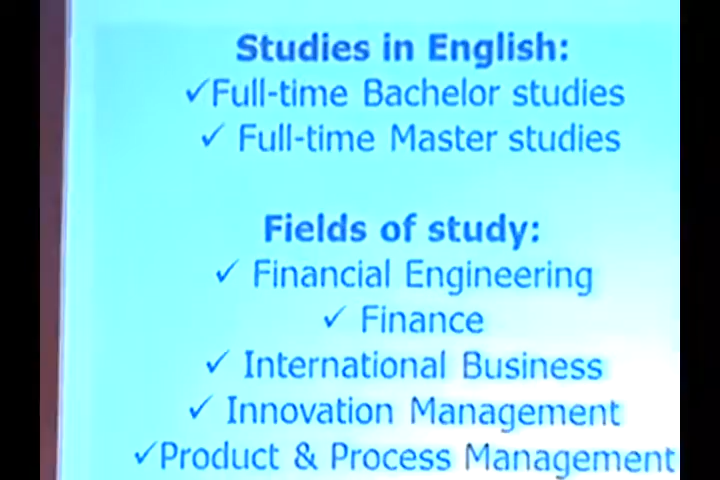 Studies in English:
✓Full-time Bachelor studies
✓ Full-time Master studies
Fields of study:
✓ Financial Engineering
✓ Finance
✓ International Business
✓ Innovation Management
✓Product & Process Management